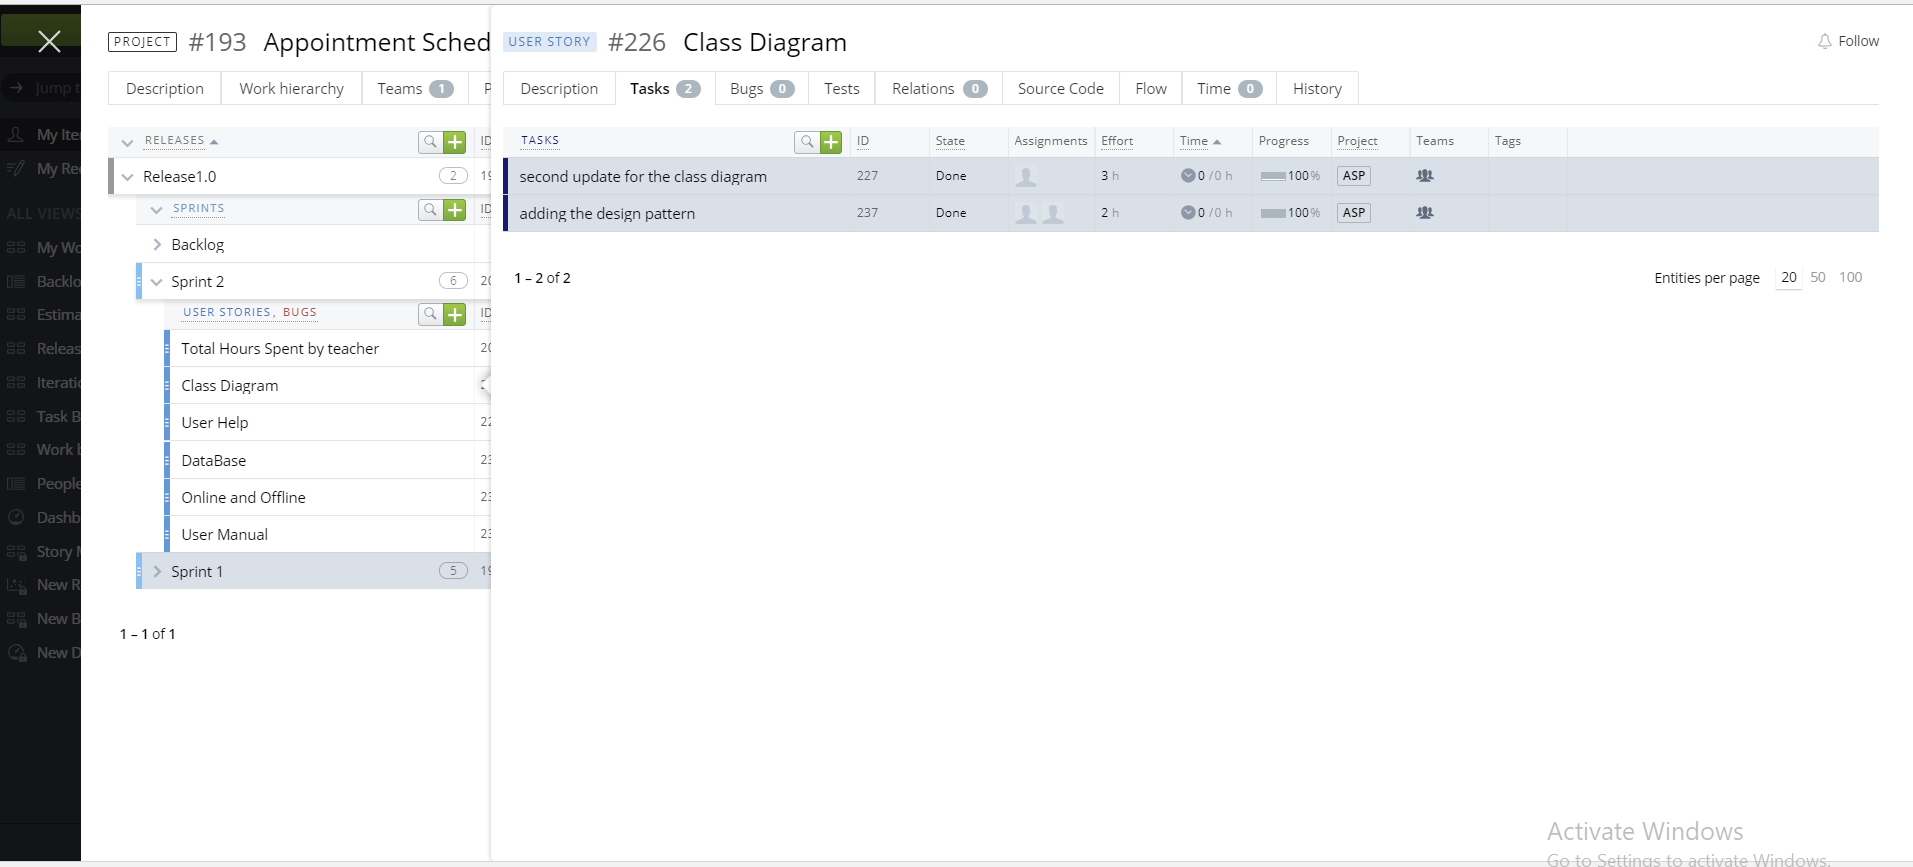 PROJECT #193 Appointment Sched
Description Work hierarchy Teams 1
RELEASES ID
Release1.0 2
SPRINTS ID
Backlog
Sprint 2 6 20
USER STORIES, BUGS ID
Total Hours Spent by teacher 20
Class Diagram
User Help 22
DataBase 23
Online and Offline 23
User Manual 23
Sprint 1 5 19
1 – 1 of 1
USER STORY #226 Class Diagram
Follow
Description Tasks 2 Bugs 0 Tests Relations 0 Source Code Flow Time 0 History
TASKS ID State Assignments Effort Time Progress Project Teams Tags
second update for the class diagram 227 Done 3 h 0 / 0 h 100% ASP
adding the design pattern 237 Done 2 h 0 / 0 h 100% ASP
1 – 2 of 2
Entities per page 20 50 100
Jump t
My Ite
My Re
ALL VIEWS
My Wo
Backlo
Estima
Releas
Iteratio
Task B
Work b
People
Dashb
Story M
New R
New B
New D
Activate Windows
Go to Settings to activate Windows.